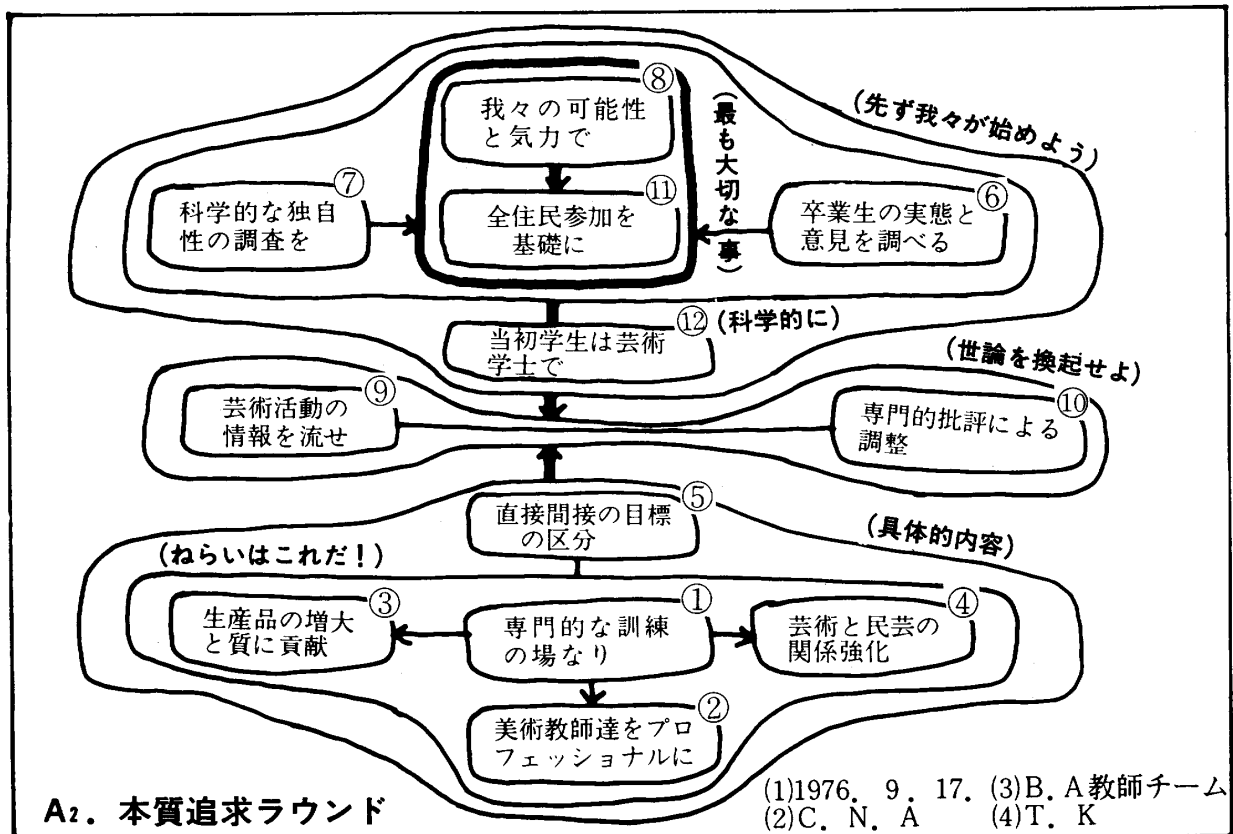 ⑧
我々の可能性
と気力で
(先ず我々が始めよう)
(最も大切な事)
⑦
科学的な独自
性の調査を
⑪
全住民参加を
基礎に
⑥
卒業生の実態と
意見を調べる
⑫
(科学的に)
当初学生は芸術
学士で
(世論を換起せよ)
⑨
芸術活動の
情報を流せ
⑩
専門的批評による
調整
⑤
直接間接の目標
の区分
(具体的内容)
(ねらいはこれだ！)
③
生産品の増大
と質に貢献
①
専門的な訓練
の場なり
④
芸術と民芸の
関係強化
②
美術教師達をプロ
フェッショナルに
A2. 本質追求ラウンド
(1)1976. 9. 17. (3)B. A教師チーム
(2)C. N. A (4)T. K